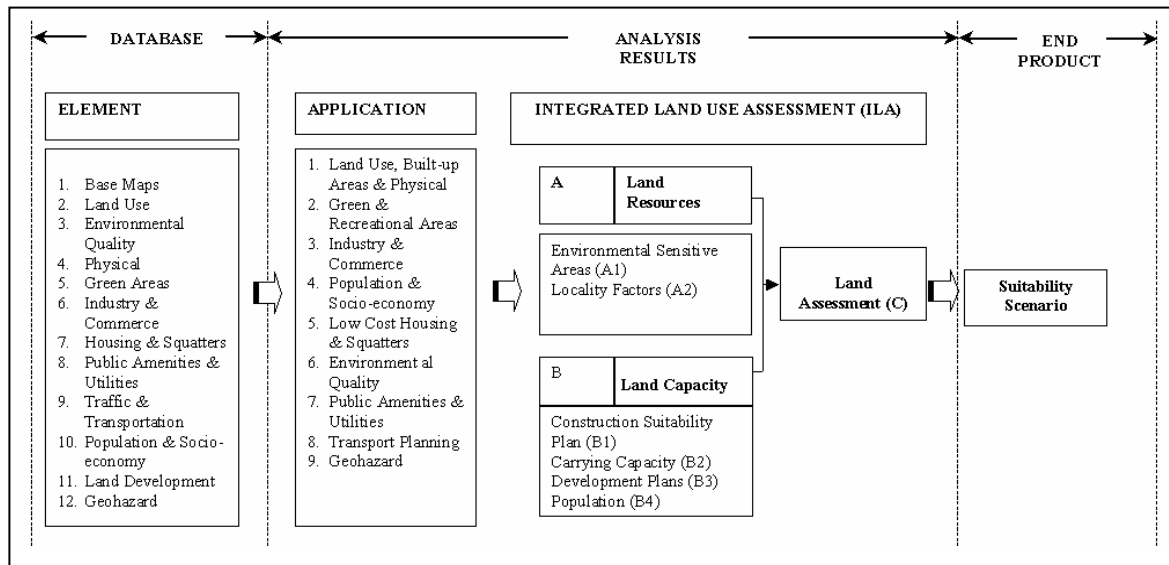 DATABASE
ANALYSIS
RESULTS
END
PRODUCT
ELEMENT
1. Base Maps
2. Land Use
3. Environmental
Quality
4. Physical
5. Green Areas
6. Industry &
Commerce
7. Housing & Squatters
8. Public Amenities &
Utilities
9. Traffic &
Transportation
10. Population & Socio-
economy
11. Land Development
12. Geohazard
APPLICATION
1. Land Use, Built-up
Areas & Physical
2. Green &
Recreational Areas
3. Industry &
Commerce
4. Population &
Socio-economy
5. Low Cost Housing
& Squatters
6. Environment al
Quality
7. Public Amenities &
Utilities
8. Transport Planning
9. Geohazard
INTEGRATED LAND USE ASSESSMENT (ILA)
A
Land
Resources
Environmental Sensitive
Areas (A1)
Locality Factors (A2)
B
Land Capacity
Construction Suitability
Plan (B1)
Carrying Capacity (B2)
Development Plans (B3)
Population (B4)
Land
Assessment (C)
Suitability
Scenario